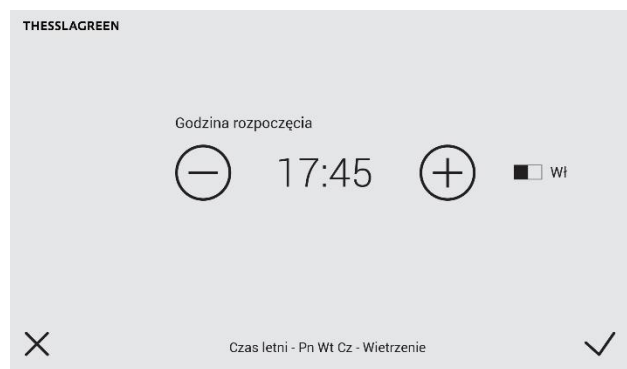 THESSLAGREEN
Godzina rozpoczęcia
17:45
Wł
Czas letni - Pn Wt Cz - Wietrzenie